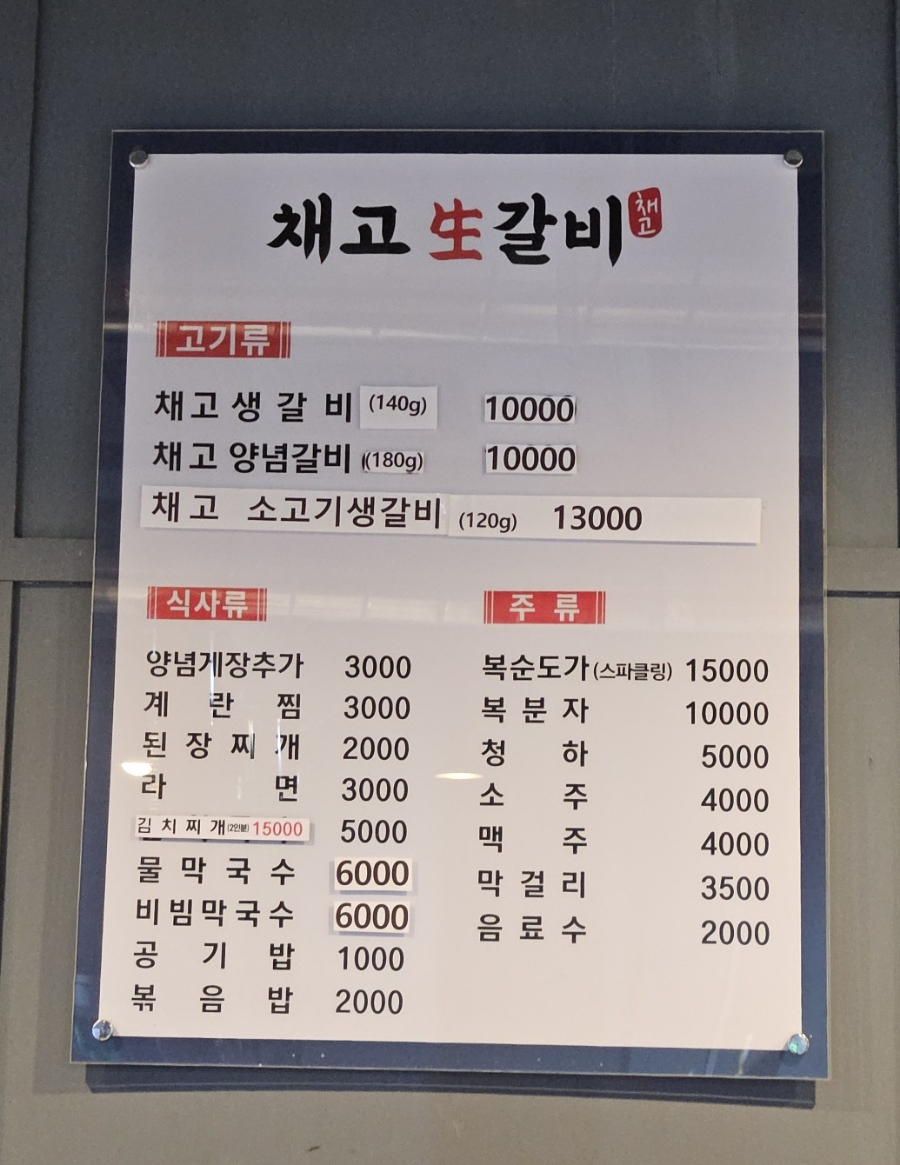 채고 生갈비 채고
고기류
채고생갈비 (140g) 10000
채고양념갈비 (180g) 10000
채고 소고기생갈비 (120g) 13000
식사류
양념게장추가 3000
계란찜 3000
된장찌개 2000
라면 3000
김치찌개(2인분) 15000 5000
물막국수 6000
비빔막국수 6000
공기밥 1000
볶음밥 2000
주류
복순도가(스파클링) 15000
복분자 10000
청하 5000
소주 4000
맥주 4000
막걸리 3500
음료수 2000